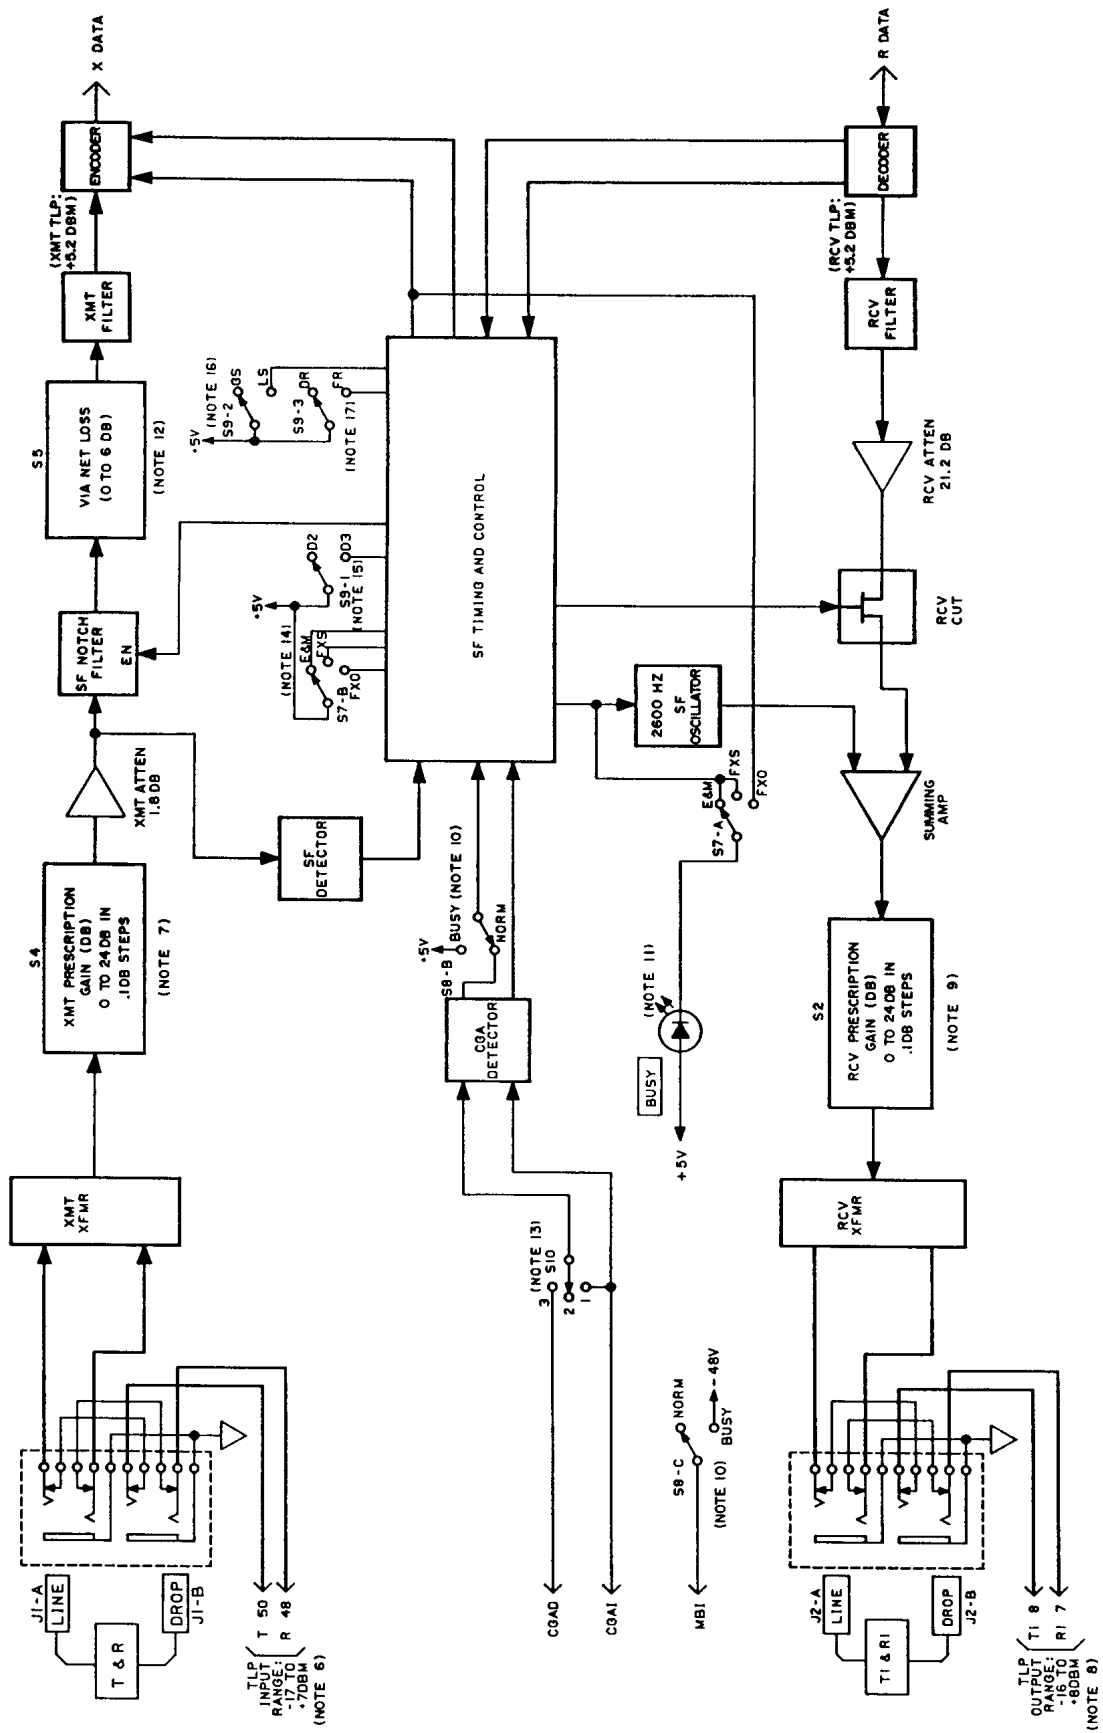 J1-A
LINE
T & R
DROP
J1-B
TLP
INPUT
RANGE:
-17 TO
+7DBM
(NOTE 6)
T 50
R 48
XMT
XFMR
S4
XMT PRESCRIPTION
GAIN (DB)
0 TO 24DB IN
.1DB STEPS
(NOTE 7)
XMT ATTEN
1.8DB
SF
DETECTOR
SF NOTCH
FILTER
EN
S5
VIA NET LOSS
(0 TO 6 DB)
(NOTE 12)
XMT
FILTER
(XMT TLP:
+5.2 DBM)
ENCODER
X DATA
CGAD
CGAI
MBI
3
2
1
(NOTE 13)
S10
CGA
DETECTOR
+5V
S8-B
BUSY (NOTE 10)
NORM
(NOTE 14)
E&M
FXS
FXO
S7-B
+5V
D2
D3
S9-1
(NOTE 15)
+5V
(NOTE 16)
S9-2
GS
LS
S9-3
DR
FR
(NOTE 17)
SF TIMING AND CONTROL
S8-C
NORM
BUSY
-48V
(NOTE 10)
+5V
BUSY
(NOTE 11)
S7-A
E&M
FXS
FXO
2600 HZ
SF
OSCILLATOR
J2-A
LINE
T1 & R1
DROP
J2-B
TLP
OUTPUT
RANGE:
-16 TO
+8DBM
(NOTE 8)
T1 8
R1 7
RCV
XFMR
S2
RCV PRESCRIPTION
GAIN (DB)
0 TO 24DB IN
.1DB STEPS
(NOTE 9)
SUMMING
AMP
RCV
CUT
RCV ATTEN
21.2 DB
RCV
FILTER
(RCV TLP:
+5.2 DBM)
DECODER
R DATA